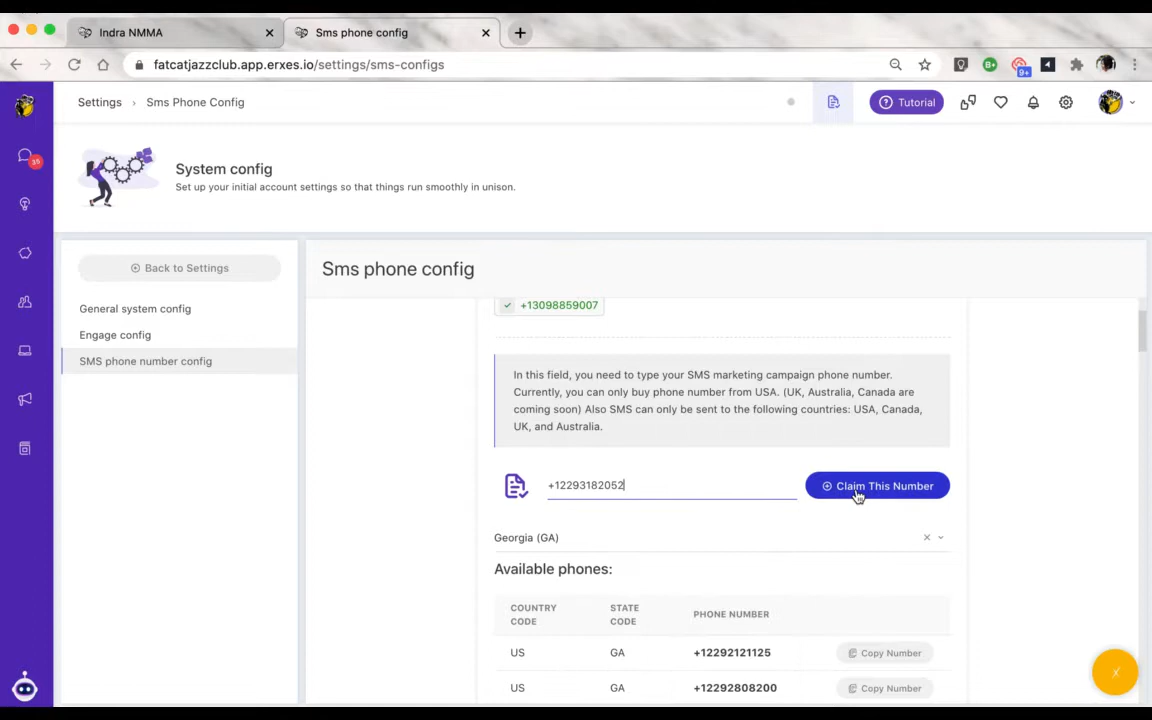 Indra NMMA
Sms phone config
fatcatjazzclub.app.erxes.io/settings/sms-configs
B+
9+
Settings › Sms Phone Config
Tutorial
System config
Set up your initial account settings so that things run smoothly in unison.
35
Back to Settings
General system config
Engage config
SMS phone number config
Sms phone config
+13098859007
In this field, you need to type your SMS marketing campaign phone number.
Currently, you can only buy phone number from USA. (UK, Australia, Canada are
coming soon) Also SMS can only be sent to the following countries: USA, Canada,
UK, and Australia.
+12293182052
Claim This Number
Georgia (GA)
Available phones:
COUNTRY CODE STATE CODE PHONE NUMBER
US GA +12292121125 Copy Number
US GA +12292808200 Copy Number